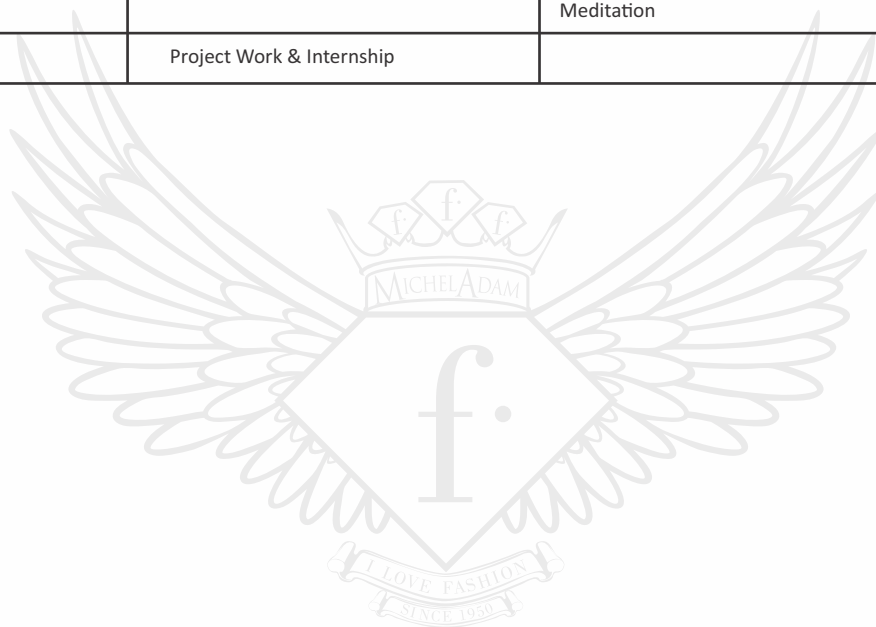 Meditation
Project Work & Internship
f. f. f.
MICHELADAM
f.
I LOVE FASHION
SINCE 1950